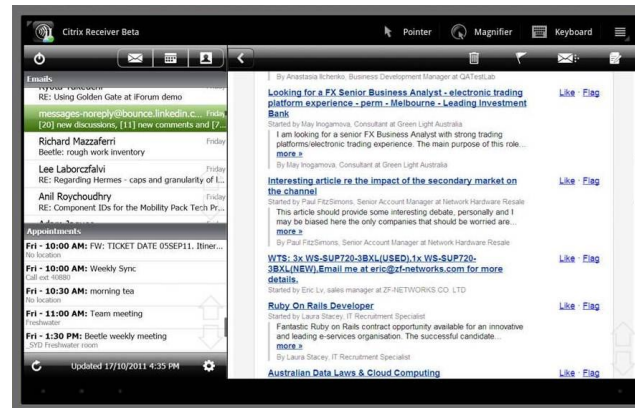 Citrix Receiver Beta
Pointer
Magnifier
Keyboard
Emails
RE: Using Golden Gate at iForum demo
messages-noreply@bounce.linkedin.c... Friday
[20] new discussions, [11] new comments and [7...
Richard Mazzaferri Friday
Beetle: rough work inventory
Lee Laborczfalvi Friday
RE: Regarding Hermes - caps and granularity of l...
Anil Roychoudhry Friday
RE: Component IDs for the Mobility Pack Tech Pr...
Appointments
Fri - 10:00 AM: FW: TICKET DATE 05SEP11. Itiner...
No location
Fri - 10:00 AM: Weekly Sync
Call ext 40880
Fri - 10:30 AM: morning tea
No location
Fri - 11:00 AM: Team meeting
Freshwater
Fri - 1:30 PM: Beetle weekly meeting
_SYD Freshwater room
Updated 17/10/2011 4:35 PM
By Anastasia Ilchenko, Business Development Manager at QATestLab
Looking for a FX Senior Business Analyst - electronic trading
platform experience - perm - Melbourne - Leading Investment
Bank
Like · Flag
Started by May Inogamova, Consultant at Green Light Australia
I am looking for a senior FX Business Analyst with strong trading
platforms/electronic trading experience. The main purpose of this role...
more »
By May Inogamova, Consultant at Green Light Australia
Interesting article re the impact of the secondary market on
the channel
Like · Flag
Started by Paul FitzSimons, Senior Account Manager at Network Hardware Resale
This article should provide some interesting debate, personally and I
may be biased here the only companies that should be worried are...
more »
By Paul FitzSimons, Senior Account Manager at Network Hardware Resale
WTS: 3x WS-SUP720-3BXL(USED),1x WS-SUP720-
3BXL(NEW).Email me at eric@zf-networks.com for more
details.
Like · Flag
Started by Eric Lv, sales manager at ZF-NETWORKS CO. LTD
Ruby On Rails Developer
Like · Flag
Started by Laura Stacey, IT Recruitment Specialist
Fantastic Ruby on Rails contract opportunity available for an innovative
and leading e-services organisation. The successful candidate...
more »
By Laura Stacey, IT Recruitment Specialist
Australian Data Laws & Cloud Computing
Like · Flag